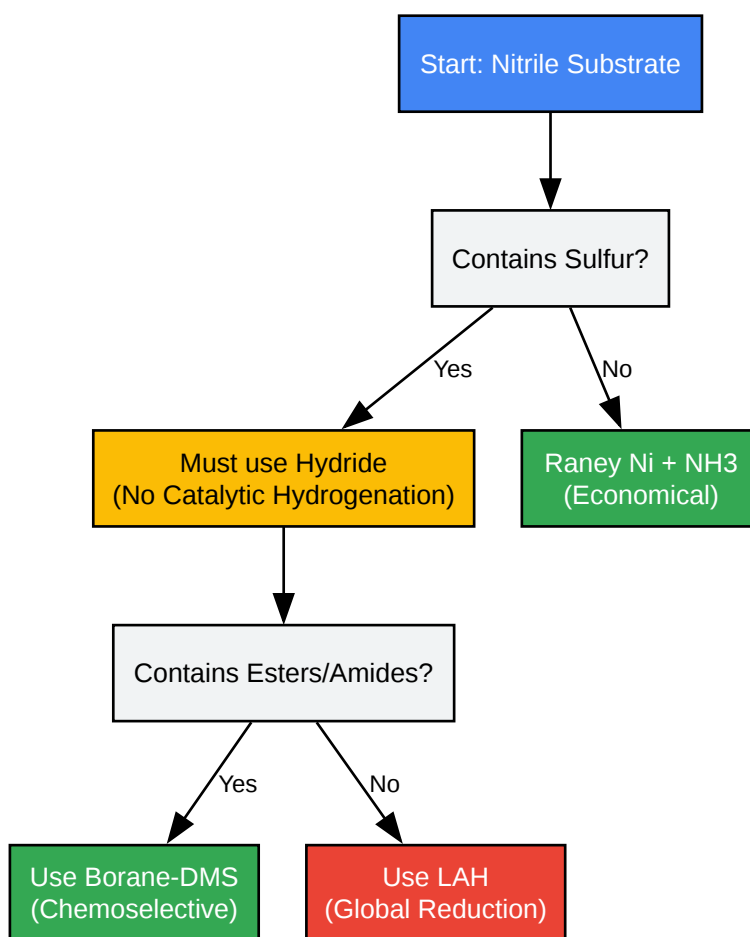 Start: Nitrile Substrate
Contains Sulfur?
Yes
No
Must use Hydride
(No Catalytic Hydrogenation)
Raney Ni + NH3
(Economical)
Contains Esters/Amides?
Yes
No
Use Borane-DMS
(Chemoselective)
Use LAH
(Global Reduction)